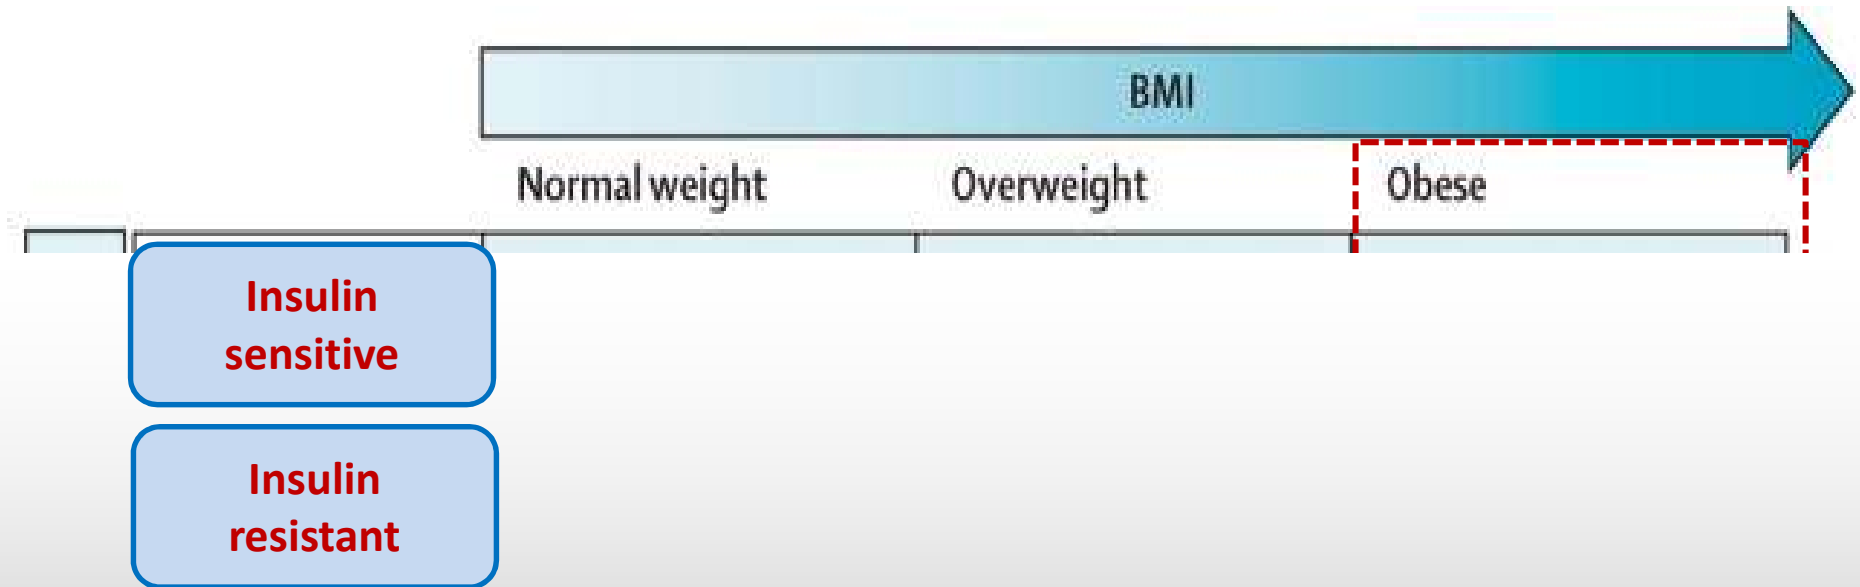 BMI
Normal weight Overweight Obese
Insulin
sensitive
Insulin
resistant